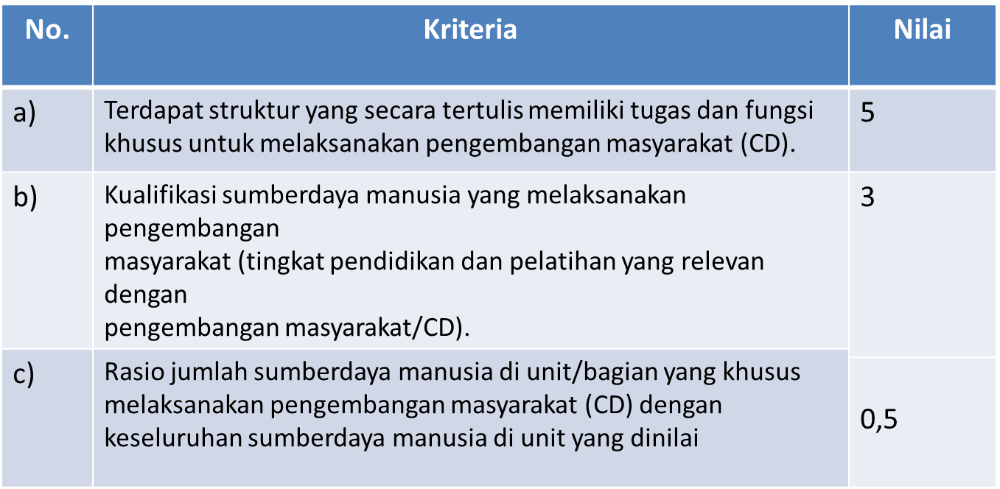 No.
Kriteria
Nilai
a)
Terdapat struktur yang secara tertulis memiliki tugas dan fungsi
khusus untuk melaksanakan pengembangan masyarakat (CD).
5
b)
Kualifikasi sumberdaya manusia yang melaksanakan
pengembangan
masyarakat (tingkat pendidikan dan pelatihan yang relevan
dengan
pengembangan masyarakat/CD).
3
c)
Rasio jumlah sumberdaya manusia di unit/bagian yang khusus
melaksanakan pengembangan masyarakat (CD) dengan
keseluruhan sumberdaya manusia di unit yang dinilai
0,5